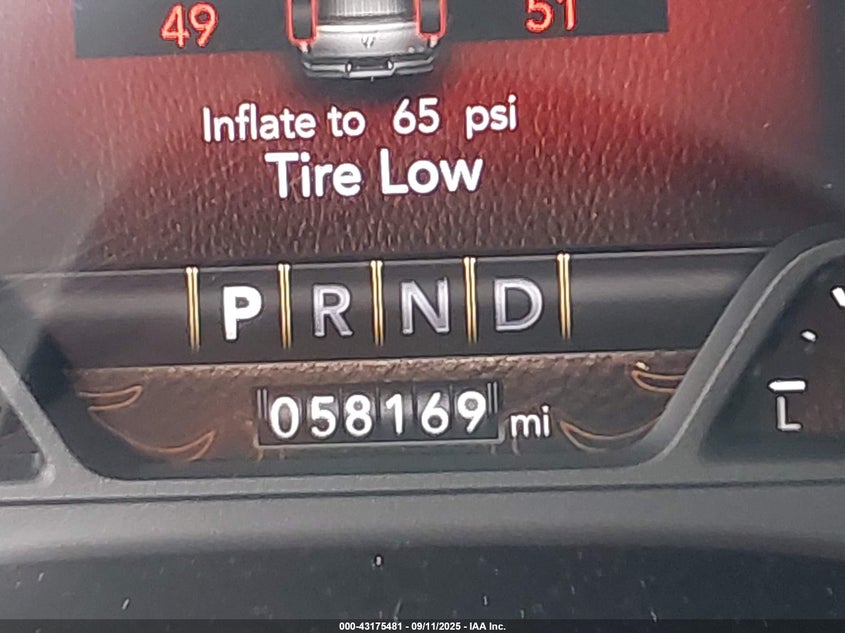 49 51
Inflate to 65 psi
Tire Low
P R N D
058169 mi
L
000-43175481 - 09/11/2025 - IAA Inc.